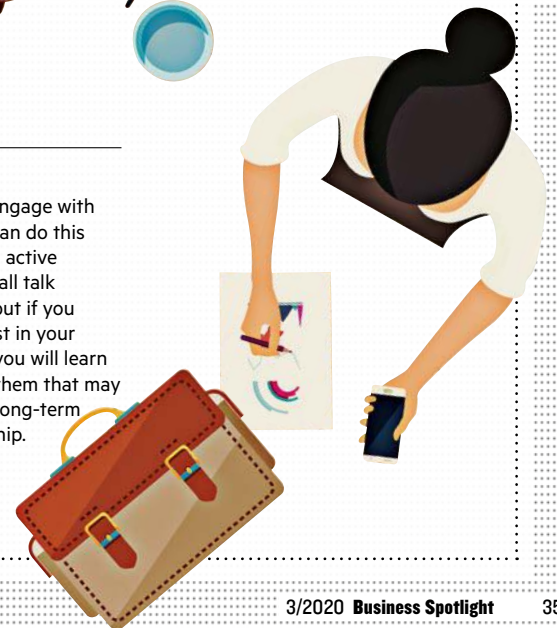 ngage with
an do this
active
all talk
out if you
st in your
you will learn
them that may
ong-term
hip.
3/2020 Business Spotlight 35